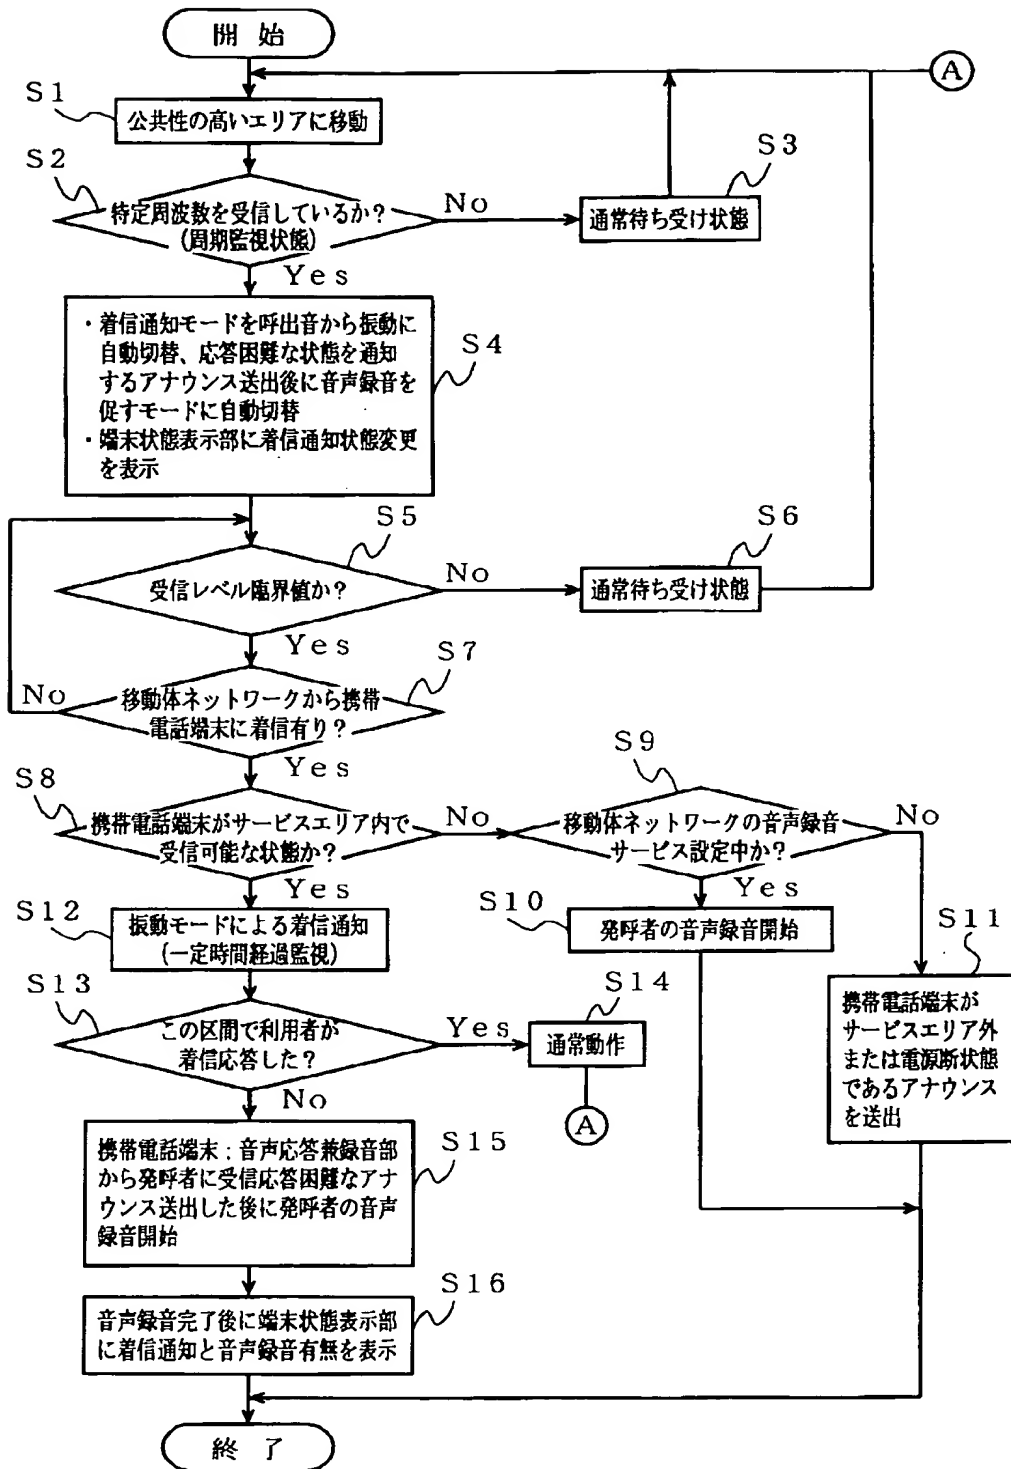 開始
A
S1
公共性の高いエリアに移動
S2
特定周波数を受信しているか?
(周期監視状態)
No
S3
通常待ち受け状態
Yes
S4
・着信通知モードを呼出音から振動に
自動切替、応答困難な状態を通知
するアナウンス送出後に音声録音を
促すモードに自動切替
・端末状態表示部に着信通知状態変更
を表示
S5
受信レベル臨界値か?
No
S6
通常待ち受け状態
Yes
S7
No
移動体ネットワークから携帯
電話端末に着信有り?
Yes
S8
携帯電話端末がサービスエリア内で
受信可能な状態か?
No
S9
移動体ネットワークの音声録音
サービス設定中か?
No
Yes
Yes
S10
発呼者の音声録音開始
S11
携帯電話端末が
サービスエリア外
または電源断状態
であるアナウンス
を送出
S12
振動モードによる着信通知
(一定時間経過監視)
S13
この区間で利用者が
着信応答した?
Yes
S14
通常動作
A
No
S15
携帯電話端末:音声応答兼録音部
から発呼者に受信応答困難なアナ
ウンス送出した後に発呼者の音声
録音開始
S16
音声録音完了後に端末状態表示部
に着信通知と音声録音有無を表示
終了